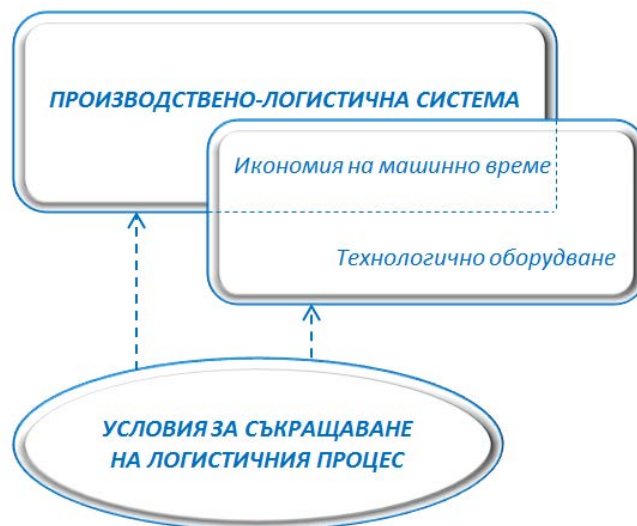 ПРОИЗВОДСТВЕНО-ЛОГИСТИЧНА СИСТЕМА
Икономия на машинно време
Технологично оборудване
УСЛОВИЯ ЗА СЪКРАЩАВАНЕ
НА ЛОГИСТИЧНИЯ ПРОЦЕС